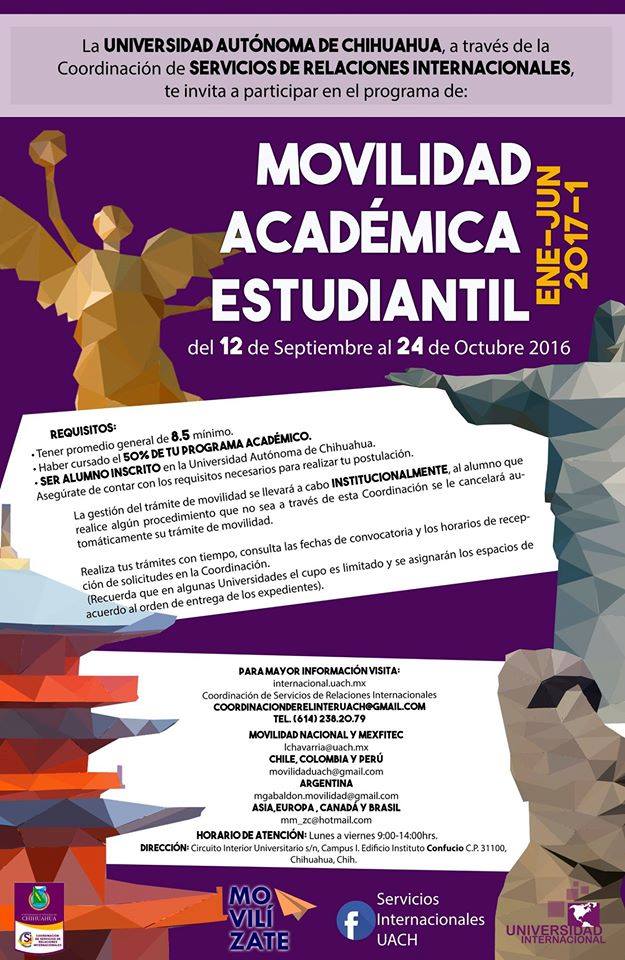 La UNIVERSIDAD AUTÓNOMA DE CHIHUAHUA, a través de la
Coordinación de SERVICIOS DE RELACIONES INTERNACIONALES,
te invita a participar en el programa de:
MOVILIDAD
ACADÉMICA
ESTUDIANTIL
ENE-JUN
2017-1
del 12 de Septiembre al 24 de Octubre 2016
REQUISITOS:
• Tener promedio general de 8.5 mínimo.
• Haber cursado el 50% DE TU PROGRAMA ACADÉMICO.
• SER ALUMNO INSCRITO en la Universidad Autónoma de Chihuahua.
Asegúrate de contar con los requisitos necesarios para realizar tu postulación.
La gestión del trámite de movilidad se llevará a cabo INSTITUCIONALMENTE, al alumno que
realice algún procedimiento que no sea a través de esta Coordinación se le cancelará au-
tomáticamente su trámite de movilidad.
Realiza tus trámites con tiempo, consulta las fechas de convocatoria y los horarios de recep-
ción de solicitudes en la Coordinación.
(Recuerda que en algunas Universidades el cupo es limitado y se asignarán los espacios de
acuerdo al orden de entrega de los expedientes).
PARA MAYOR INFORMACIÓN VISITA:
internacional.uach.mx
Coordinación de Servicios de Relaciones Internacionales
COORDINACIONDERELINTERUACH@GMAIL.COM
TEL. (614) 238.20.79
MOVILIDAD NACIONAL Y MEXFITEC
lchavarria@uach.mx
CHILE, COLOMBIA Y PERÚ
movilidaduach@gmail.com
ARGENTINA
mgabaldon.movilidad@gmail.com
ASIA,EUROPA , CANADÁ Y BRASIL
mm_zc@hotmail.com
HORARIO DE ATENCIÓN: Lunes a viernes 9:00-14:00hrs.
DIRECCIÓN: Circuito Interior Universitario s/n, Campus I. Edificio Instituto Confucio C.P. 31100,
Chihuahua, Chih.
CHIHUAHUA
COORDINACIÓN
DE SERVICIOS
DE RELACIONES
INTERNACIONALES
MO
VILÍ
ZATE
f
Servicios
Internacionales
UACH
UNIVERSIDAD
INTERNACIONAL